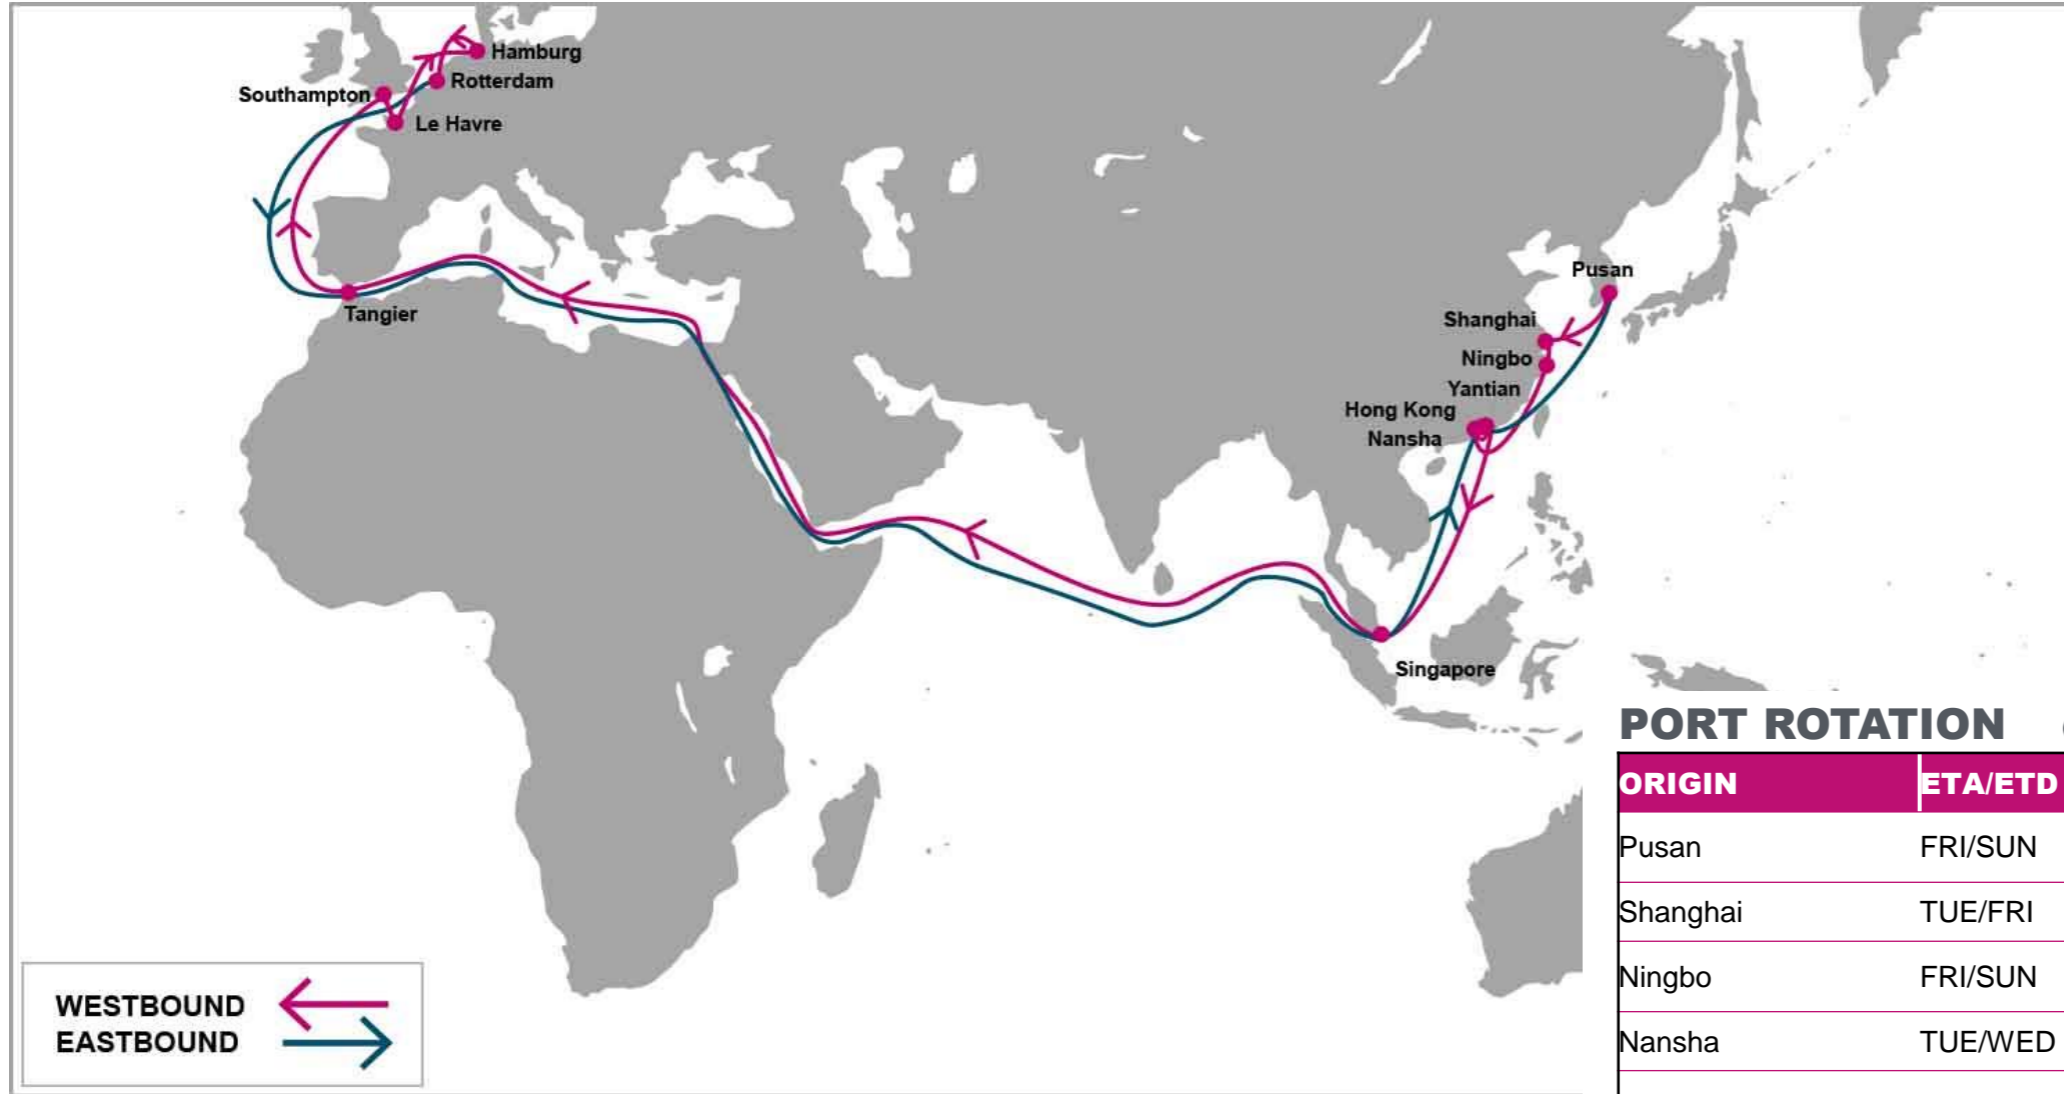 Hamburg
Rotterdam
Southampton
Le Havre
Tangier
Pusan
Shanghai
Ningbo
Yantian
Hong Kong
Nansha
Singapore
WESTBOUND
EASTBOUND
PORT ROTATION
ORIGIN ETA/ETD
Pusan FRI/SUN
Shanghai TUE/FRI
Ningbo FRI/SUN
Nansha TUE/WED